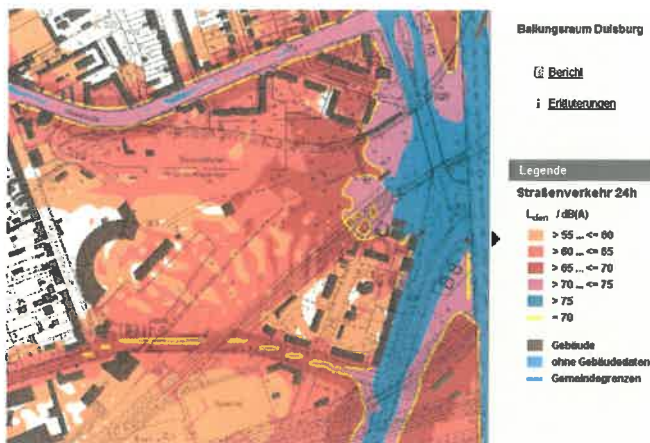 Ballungsraum Duisburg
Bericht
i Erläuterungen
Legende
Straßenverkehr 24h
L_den / dB(A)
> 55 ... <= 60
> 60 ... <= 65
> 65 ... <= 70
> 70 ... <= 75
> 75
= 70
Gebäude
ohne Gebäudedaten
Gemeindegrenzen